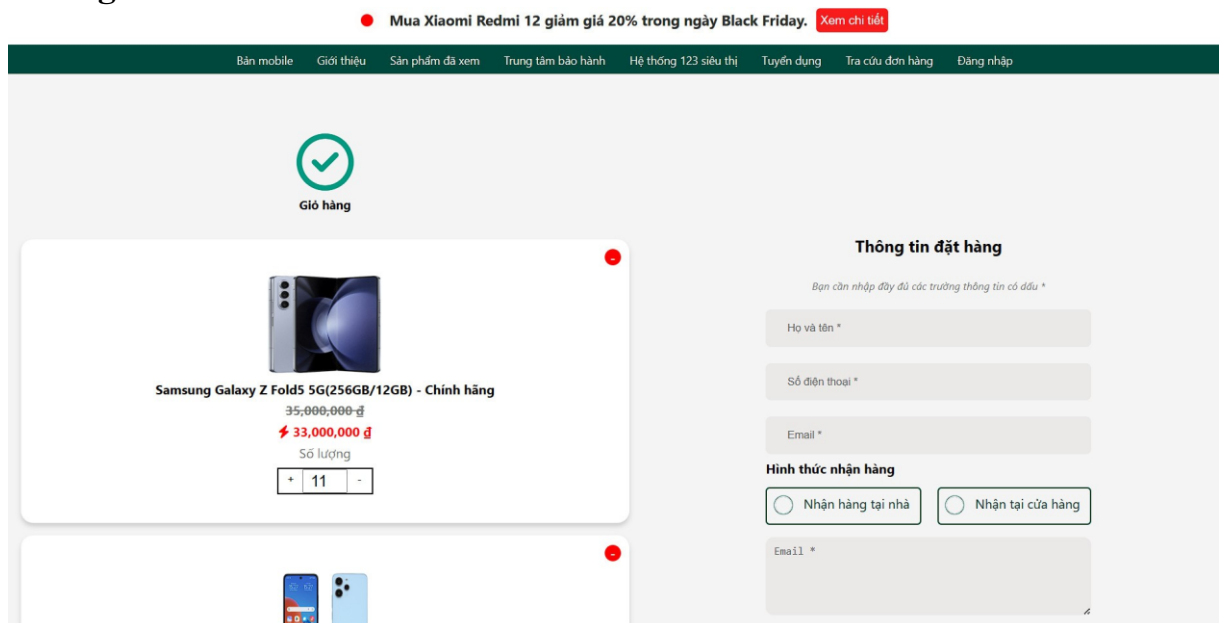 Mua Xiaomi Redmi 12 giảm giá 20% trong ngày Black Friday. Xem chi tiết
Bản mobile Giới thiệu Sản phẩm đã xem Trung tâm bảo hành Hệ thống 123 siêu thị Tuyển dụng Tra cứu đơn hàng Đăng nhập
Giỏ hàng
-
Samsung Galaxy Z Fold5 5G(256GB/12GB) - Chính hãng
35,000,000 ₫
33,000,000 ₫
Số lượng
+ 11 -
-
Thông tin đặt hàng
Bạn cần nhập đầy đủ các trường thông tin có dấu *
Họ và tên *
Số điện thoại *
Email *
Hình thức nhận hàng
Nhận hàng tại nhà Nhận tại cửa hàng
Email *